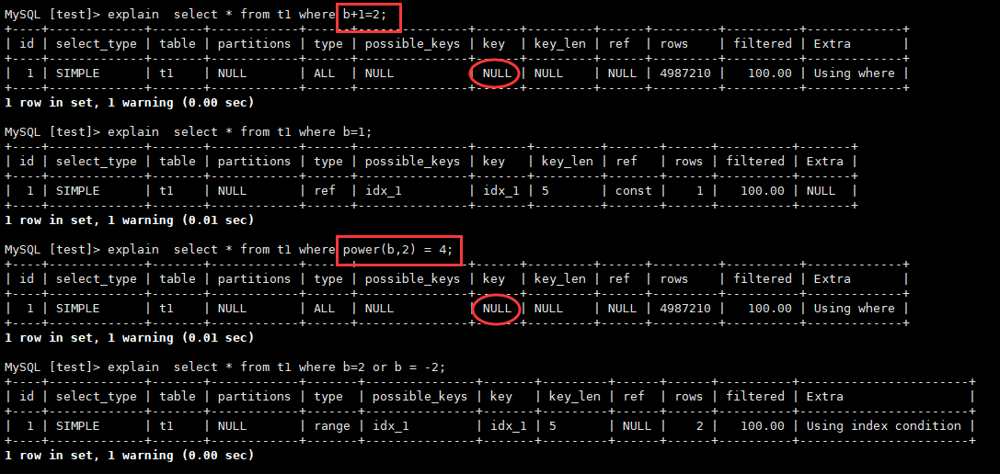 MySQL [test]> explain  select * from t1 where b+1=2;
+----+-------------+-------+------------+------+---------------+------+---------+------+---------+----------+-------------+
| id | select_type | table | partitions | type | possible_keys | key  | key_len | ref  | rows    | filtered | Extra       |
+----+-------------+-------+------------+------+---------------+------+---------+------+---------+----------+-------------+
|  1 | SIMPLE      | t1    | NULL       | ALL  | NULL          | NULL | NULL    | NULL | 4987210 |   100.00 | Using where |
+----+-------------+-------+------------+------+---------------+------+---------+------+---------+----------+-------------+
1 row in set, 1 warning (0.00 sec)
MySQL [test]> explain  select * from t1 where b=1;
+----+-------------+-------+------------+------+---------------+-------+---------+-------+------+----------+-------+
| id | select_type | table | partitions | type | possible_keys | key   | key_len | ref   | rows | filtered | Extra |
+----+-------------+-------+------------+------+---------------+-------+---------+-------+------+----------+-------+
|  1 | SIMPLE      | t1    | NULL       | ref  | idx_1         | idx_1 | 5       | const |    1 |   100.00 | NULL  |
+----+-------------+-------+------------+------+---------------+-------+---------+-------+------+----------+-------+
1 row in set, 1 warning (0.01 sec)
MySQL [test]> explain  select * from t1 where power(b,2) = 4;
+----+-------------+-------+------------+------+---------------+------+---------+------+---------+----------+-------------+
| id | select_type | table | partitions | type | possible_keys | key  | key_len | ref  | rows    | filtered | Extra       |
+----+-------------+-------+------------+------+---------------+------+---------+------+---------+----------+-------------+
|  1 | SIMPLE      | t1    | NULL       | ALL  | NULL          | NULL | NULL    | NULL | 4987210 |   100.00 | Using where |
+----+-------------+-------+------------+------+---------------+------+---------+------+---------+----------+-------------+
1 row in set, 1 warning (0.01 sec)
MySQL [test]> explain  select * from t1 where b=2 or b = -2;
+----+-------------+-------+------------+-------+---------------+-------+---------+------+------+----------+-----------------------+
| id | select_type | table | partitions | type  | possible_keys | key   | key_len | ref  | rows | filtered | Extra                 |
+----+-------------+-------+------------+-------+---------------+-------+---------+------+------+----------+-----------------------+
|  1 | SIMPLE      | t1    | NULL       | range | idx_1         | idx_1 | 5       | NULL |    2 |   100.00 | Using index condition |
+----+-------------+-------+------------+-------+---------------+-------+---------+------+------+----------+-----------------------+
1 row in set, 1 warning (0.00 sec)